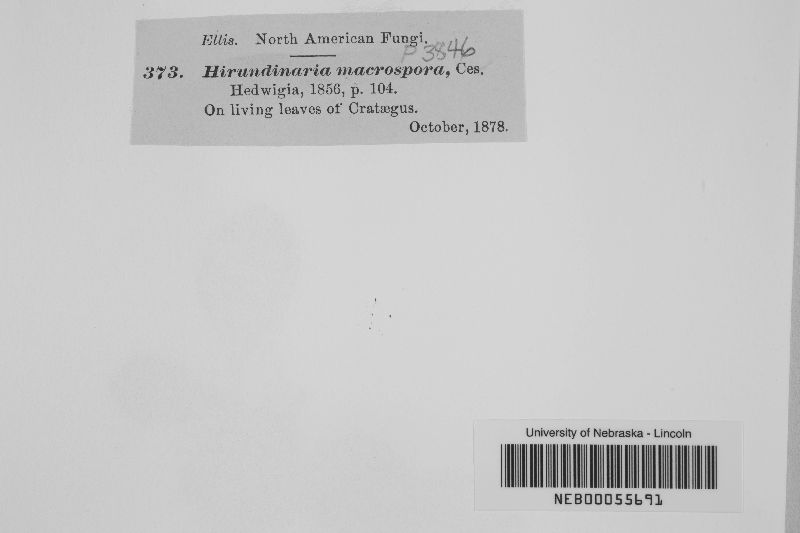 Ellis. North American Fungi.
P 3846
373. Hirundinaria macrospora, Ces.
Hedwigia, 1856, p. 104.
On living leaves of Cratægus.
October, 1878.
University of Nebraska - Lincoln
NEB00055691